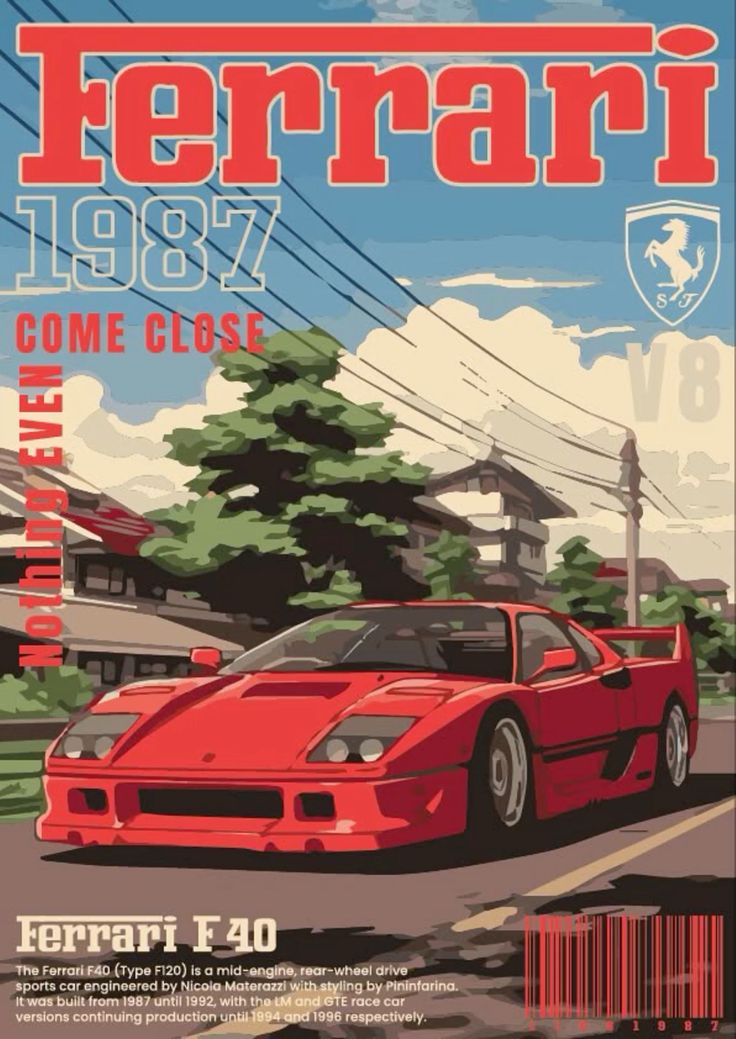 Ferrari
1987
S F
COME CLOSE
Nothing EVEN
V8
Ferrari F40
The Ferrari F40 (Type F120) is a mid-engine, rear-wheel drive
sports car engineered by Nicola Materazzi with styling by Pininfarina.
It was built from 1987 until 1992, with the LM and GTE race car
versions continuing production until 1994 and 1996 respectively.